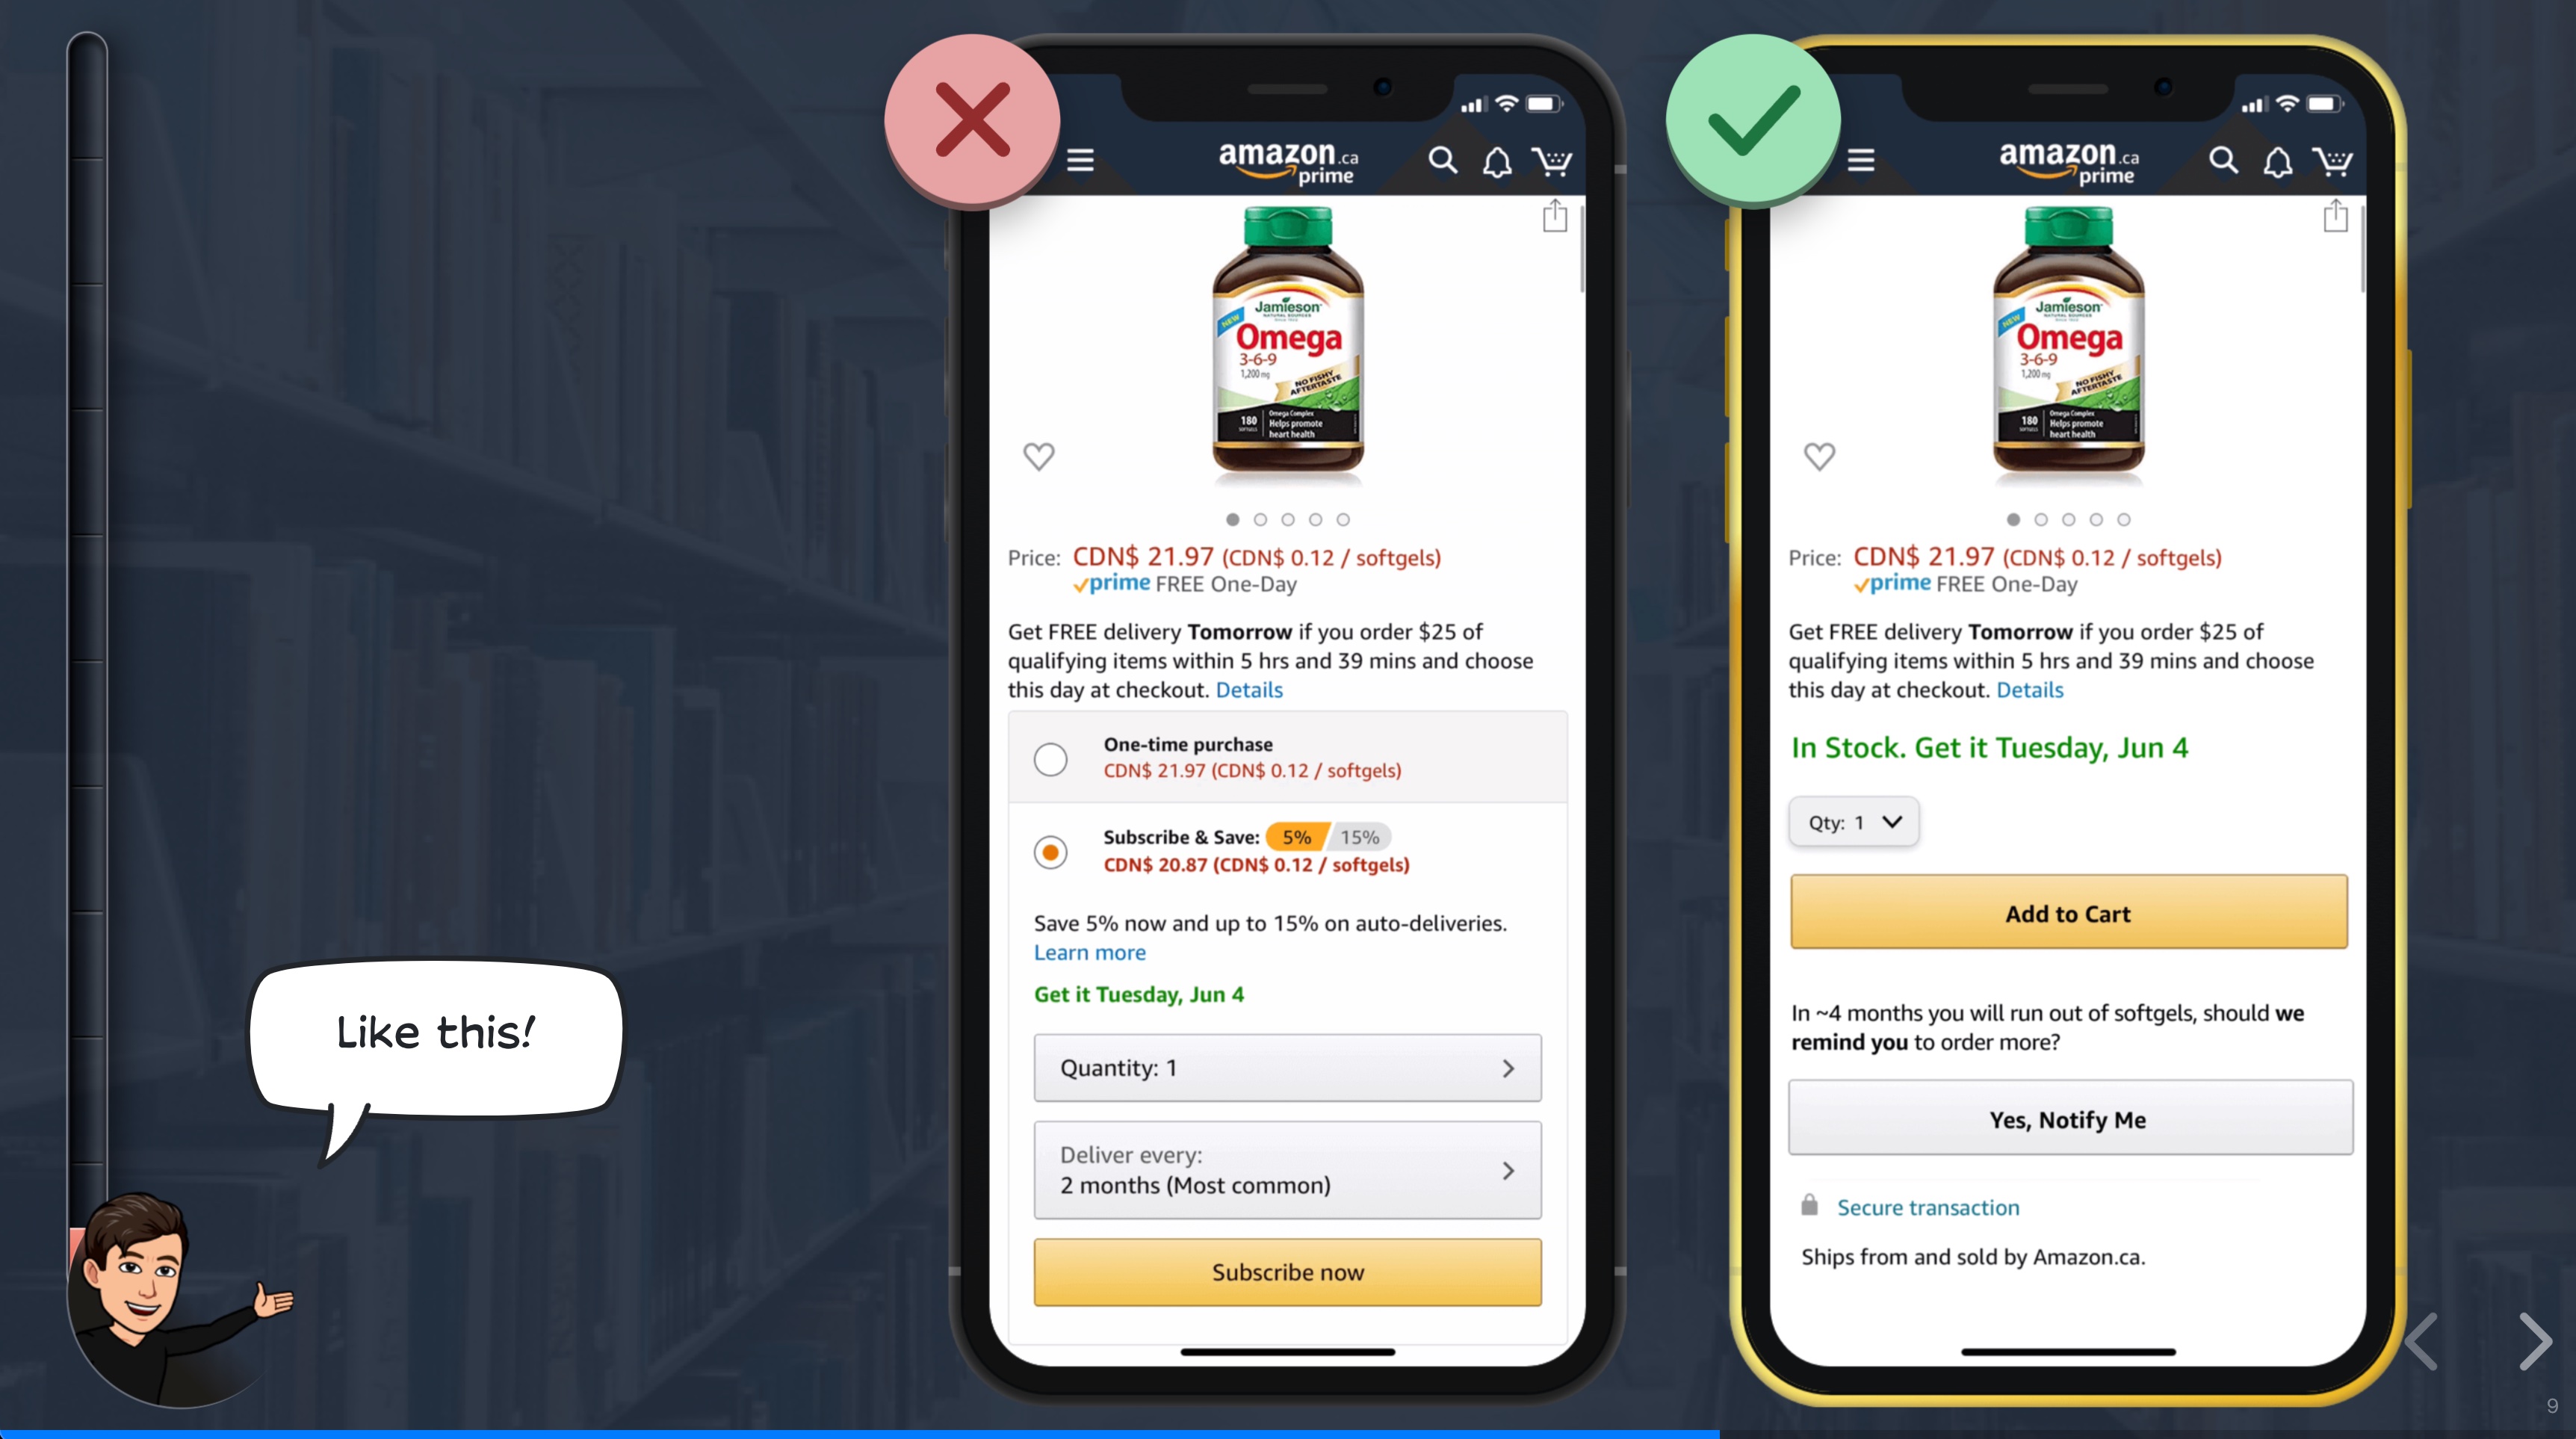 Like this!
amazon.ca
prime
Jamieson
NATURAL SOURCES
NEW
Omega
3-6-9
1,200 mg
NO FISHY
AFTERTASTE
180
SOFTGELS
Omega Complex
Helps promote
heart health
Price: CDN$ 21.97 (CDN$ 0.12 / softgels)
prime FREE One-Day
Get FREE delivery Tomorrow if you order $25 of
qualifying items within 5 hrs and 39 mins and choose
this day at checkout. Details
One-time purchase
CDN$ 21.97 (CDN$ 0.12 / softgels)
Subscribe & Save: 5% 15%
CDN$ 20.87 (CDN$ 0.12 / softgels)
Save 5% now and up to 15% on auto-deliveries.
Learn more
Get it Tuesday, Jun 4
Quantity: 1
Deliver every:
2 months (Most common)
Subscribe now
amazon.ca
prime
Jamieson
NATURAL SOURCES
NEW
Omega
3-6-9
1,200 mg
NO FISHY
AFTERTASTE
180
SOFTGELS
Omega Complex
Helps promote
heart health
Price: CDN$ 21.97 (CDN$ 0.12 / softgels)
prime FREE One-Day
Get FREE delivery Tomorrow if you order $25 of
qualifying items within 5 hrs and 39 mins and choose
this day at checkout. Details
In Stock. Get it Tuesday, Jun 4
Qty: 1
Add to Cart
In ~4 months you will run out of softgels, should we
remind you to order more?
Yes, Notify Me
Secure transaction
Ships from and sold by Amazon.ca.
9